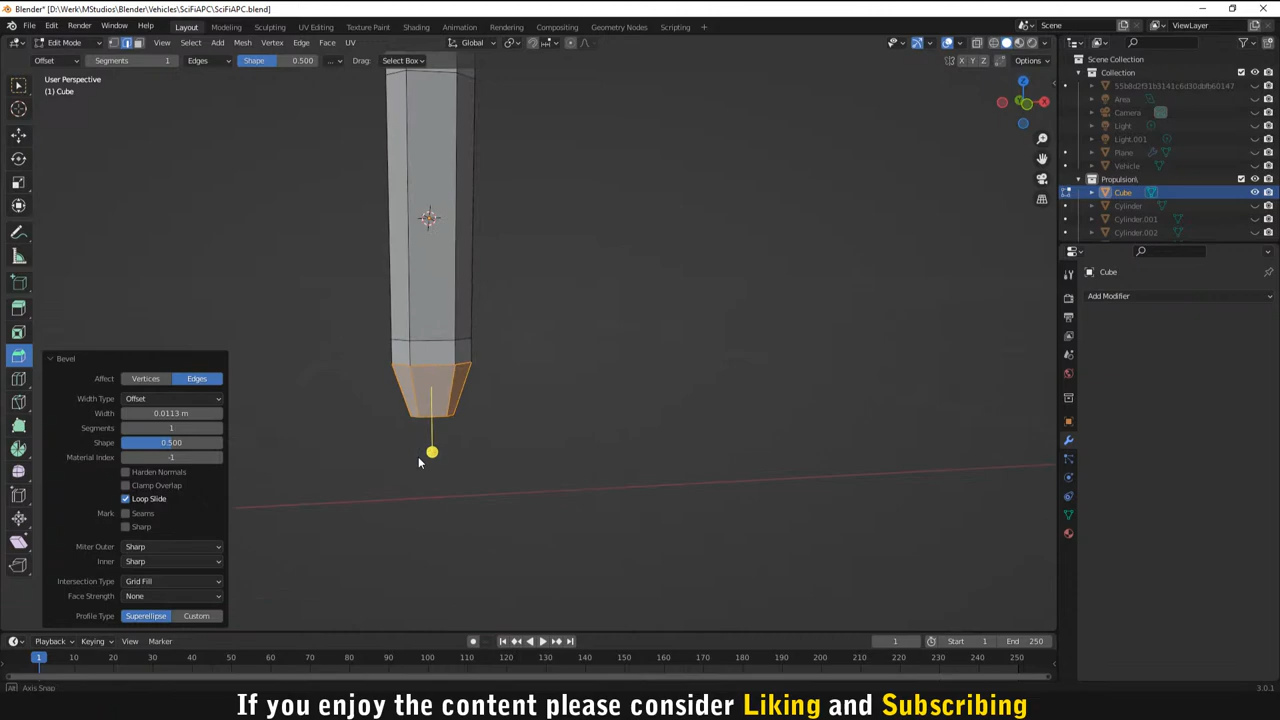 Blender* [D:\Werk\MStudios\Blender\Vehicles\SciFiAPC\SciFiAPC.blend]
File Edit Render Window Help Layout Modeling Sculpting UV Editing Texture Paint Shading Animation Rendering Compositing Geometry Nodes Scripting + Scene ViewLayer
Edit Mode View Select Add Mesh Vertex Edge Face UV Global
Offset Segments 1 Edges Shape 0.500 ... Drag: Select Box X Y Z Options
User Perspective
(1) Cube
Z
X
Y
Scene Collection
Collection
55b8d2f31b3141c6d30dbfb60147
Area
Camera
Light
Light.001
Plane
Vehicle
Propulsion\
Cube
Cylinder
Cylinder.001
Cylinder.002
Cube
Add Modifier
Bevel
Affect Vertices Edges
Width Type Offset
Width 0.0113 m
Segments 1
Shape 0.500
Material Index -1
Harden Normals
Clamp Overlap
Loop Slide
Mark Seams
Sharp
Miter Outer Sharp
Inner Sharp
Intersection Type Grid Fill
Face Strength None
Profile Type Superellipse Custom
Playback Keying View Marker 1 Start 1 End 250
1 10 20 30 40 50 60 70 80 90 100 110 120 130 140 150 160 170 180 190 200 210 220 230 240 250
Alt Axis Snap 3.0.1
If you enjoy the content please consider Liking and Subscribing